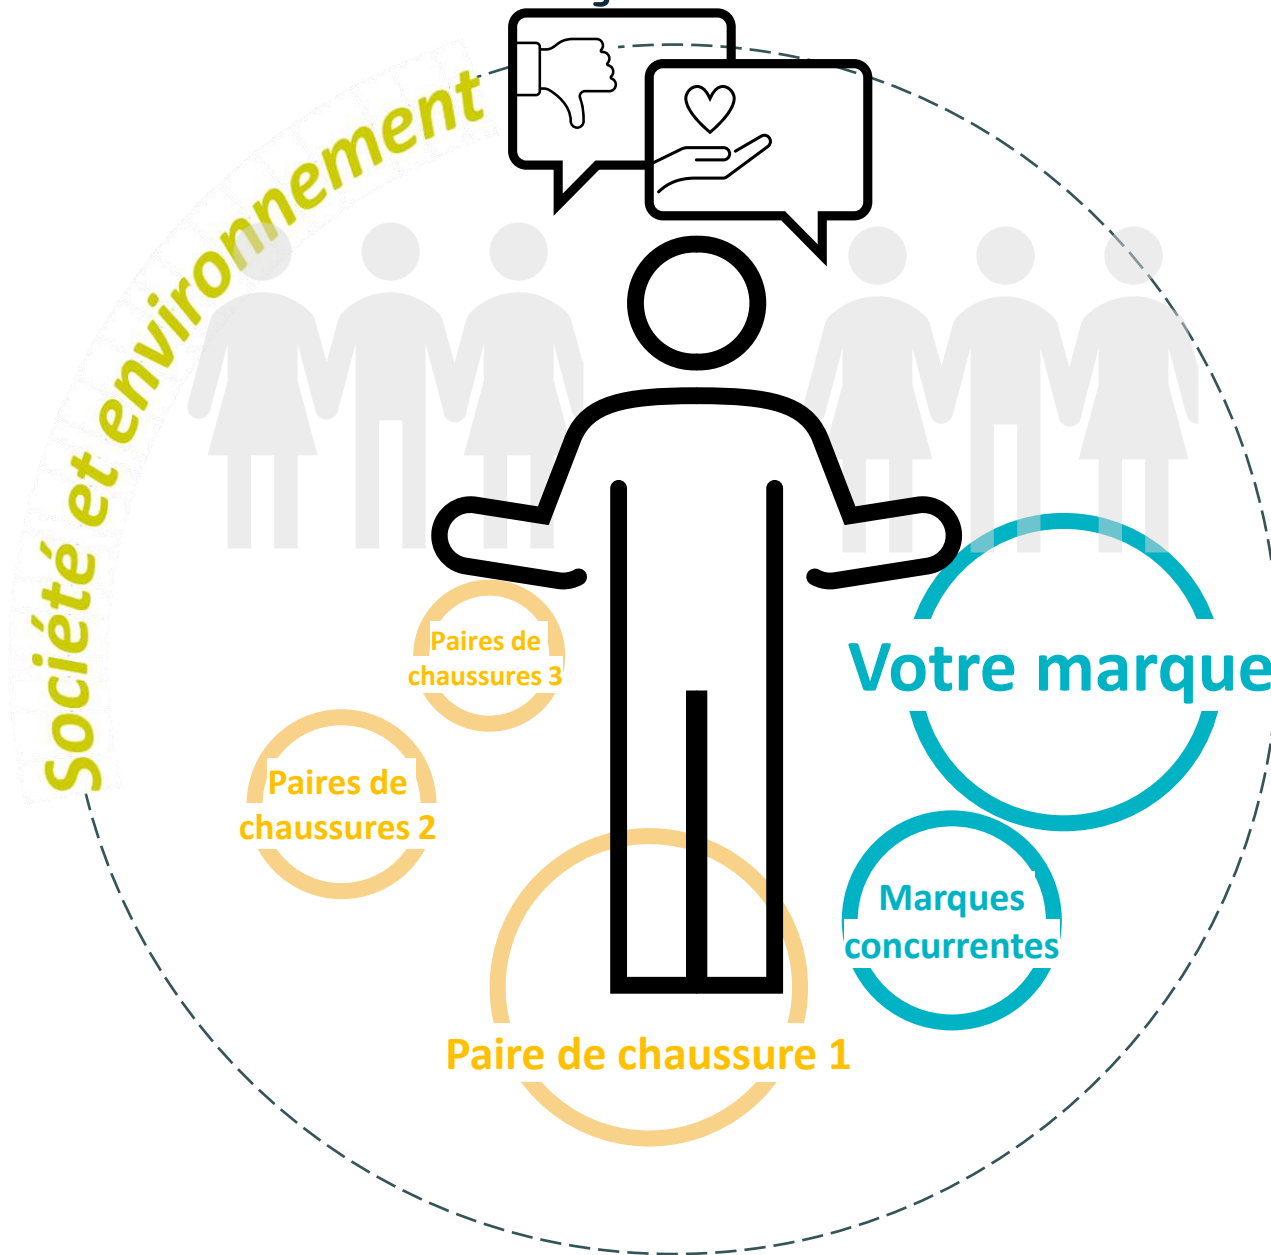 Société et environnement
Paires de
chaussures 3
Votre marque
Paires de
chaussures 2
Marques
concurrentes
Paire de chaussure 1